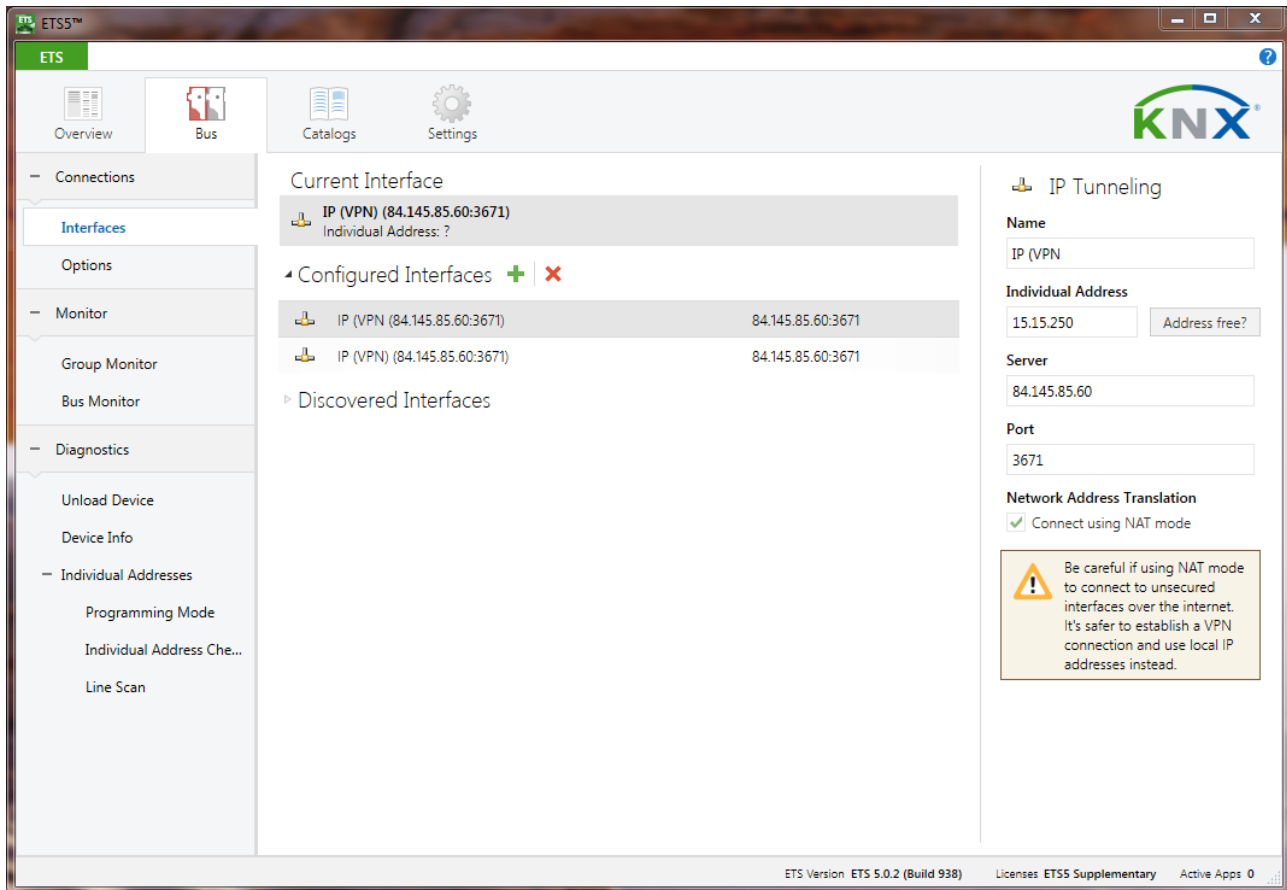 ETS5™
ETS
Overview
Bus
Catalogs
Settings
KNX®
Connections
Interfaces
Options
Monitor
Group Monitor
Bus Monitor
Diagnostics
Unload Device
Device Info
Individual Addresses
Programming Mode
Individual Address Che...
Line Scan
Current Interface
IP (VPN) (84.145.85.60:3671)
Individual Address: ?
Configured Interfaces
IP (VPN (84.145.85.60:3671) 84.145.85.60:3671
IP (VPN) (84.145.85.60:3671) 84.145.85.60:3671
Discovered Interfaces
IP Tunneling
Name
IP (VPN
Individual Address
15.15.250 Address free?
Server
84.145.85.60
Port
3671
Network Address Translation
Connect using NAT mode
Be careful if using NAT mode
to connect to unsecured
interfaces over the internet.
It's safer to establish a VPN
connection and use local IP
addresses instead.
ETS Version ETS 5.0.2 (Build 938) Licenses ETS5 Supplementary Active Apps 0